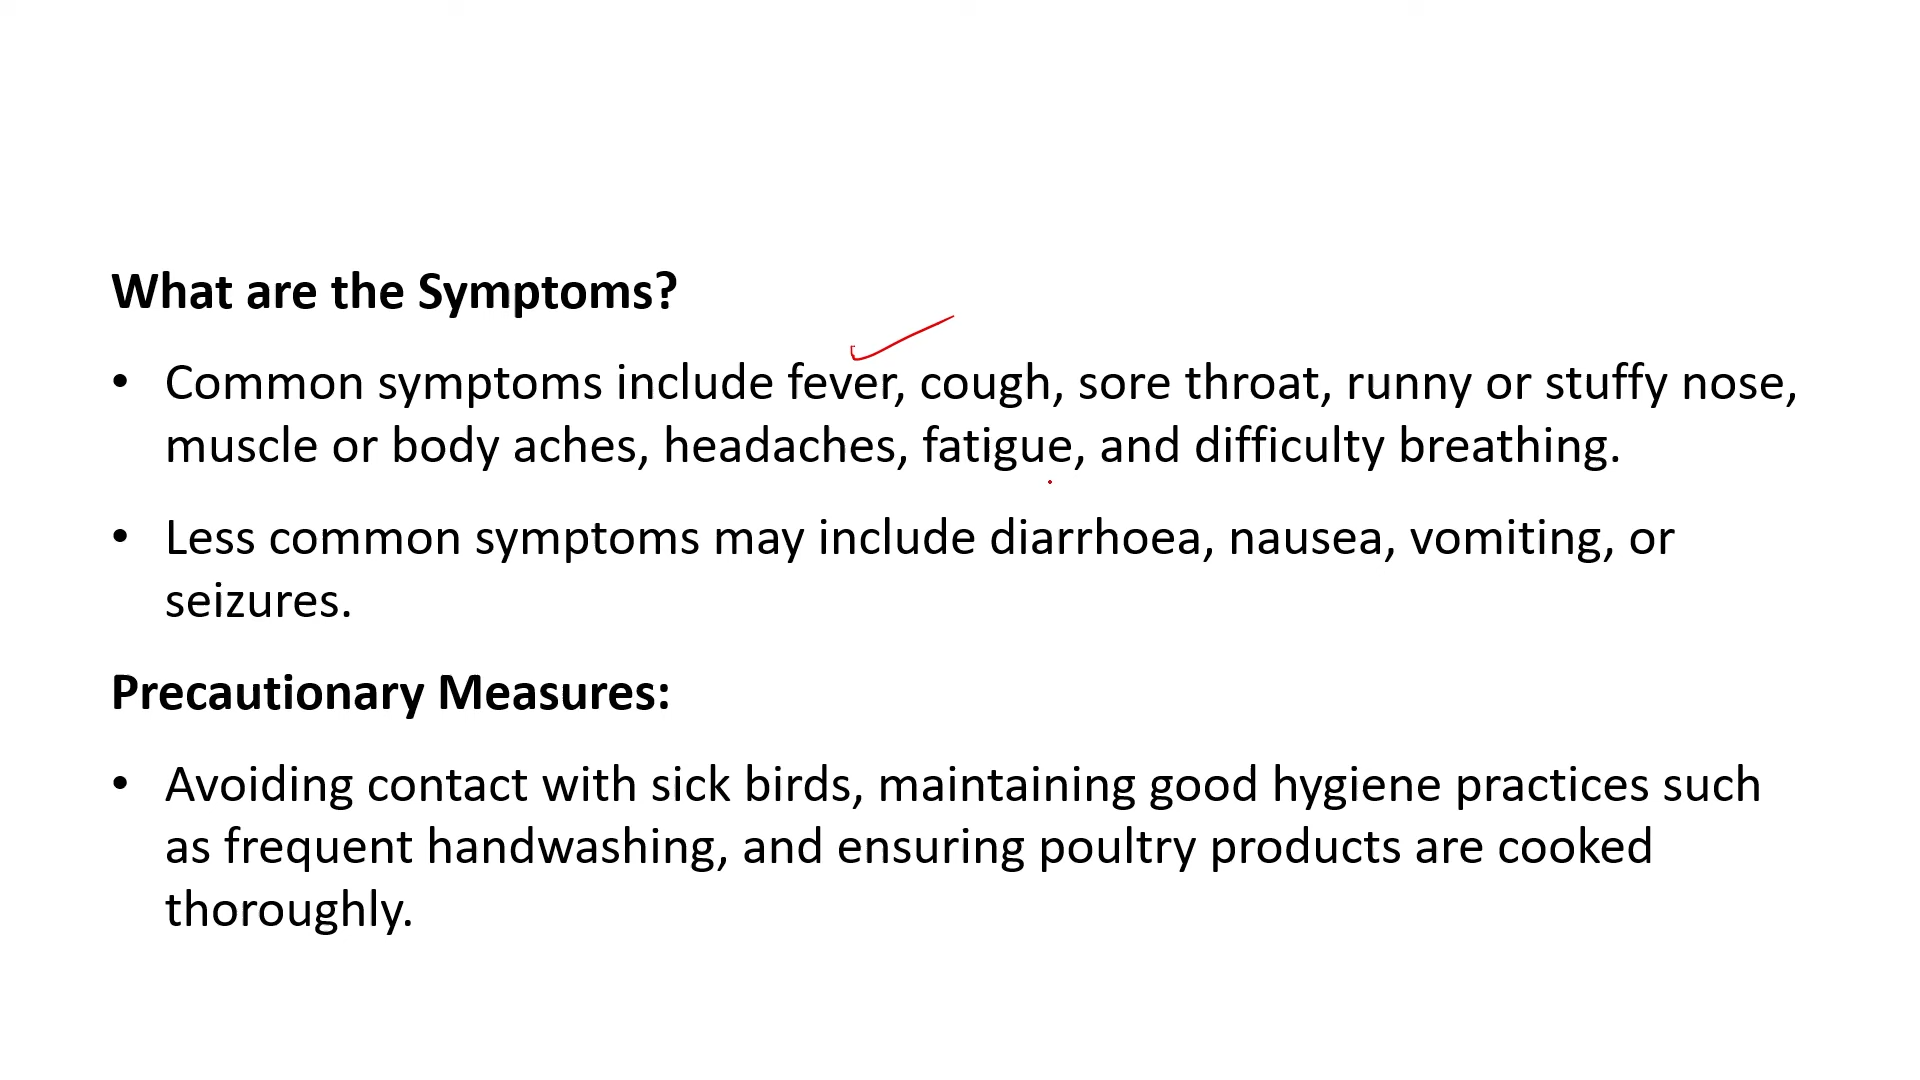 What are the Symptoms?
• Common symptoms include fever, cough, sore throat, runny or stuffy nose,
muscle or body aches, headaches, fatigue, and difficulty breathing.
• Less common symptoms may include diarrhoea, nausea, vomiting, or
seizures.
Precautionary Measures:
• Avoiding contact with sick birds, maintaining good hygiene practices such
as frequent handwashing, and ensuring poultry products are cooked
thoroughly.